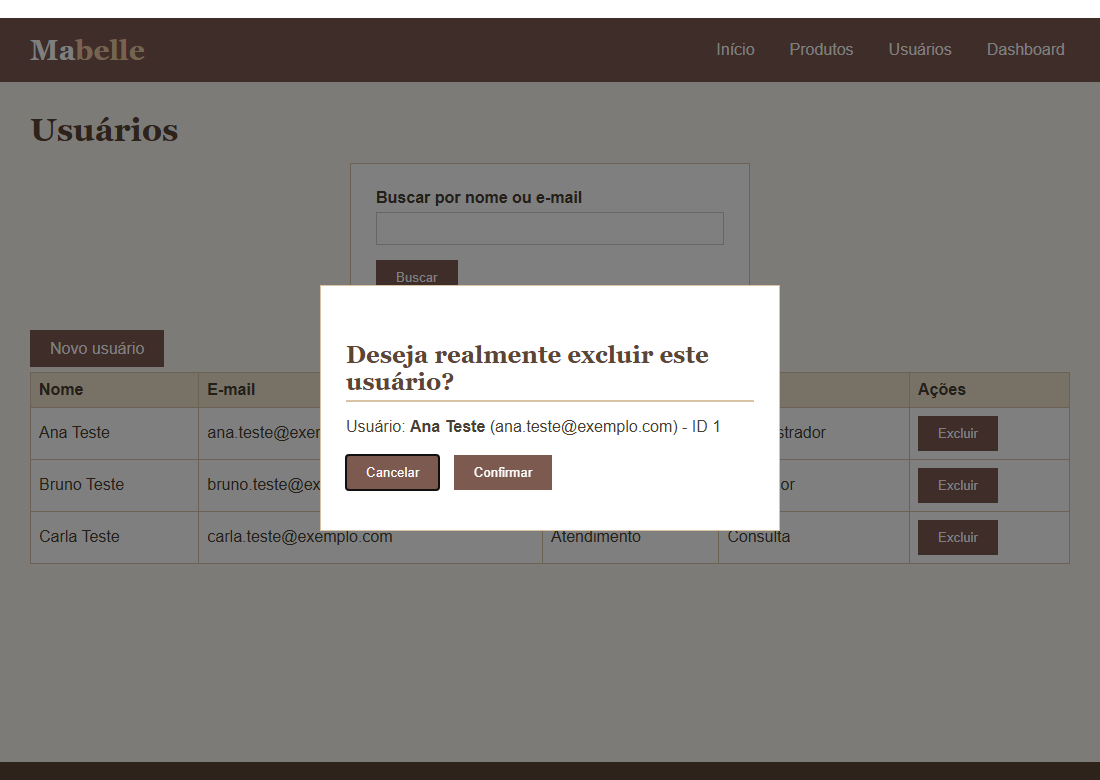 Mabelle
Início Produtos Usuários Dashboard
Usuários
Buscar por nome ou e-mail
Buscar
Novo usuário
Deseja realmente excluir este
usuário?
Usuário: Ana Teste (ana.teste@exemplo.com) - ID 1
Cancelar Confirmar
Nome E-mail Ações
Ana Teste Excluir
Bruno Teste Excluir
Carla Teste carla.teste@exemplo.com Atendimento Consulta Excluir